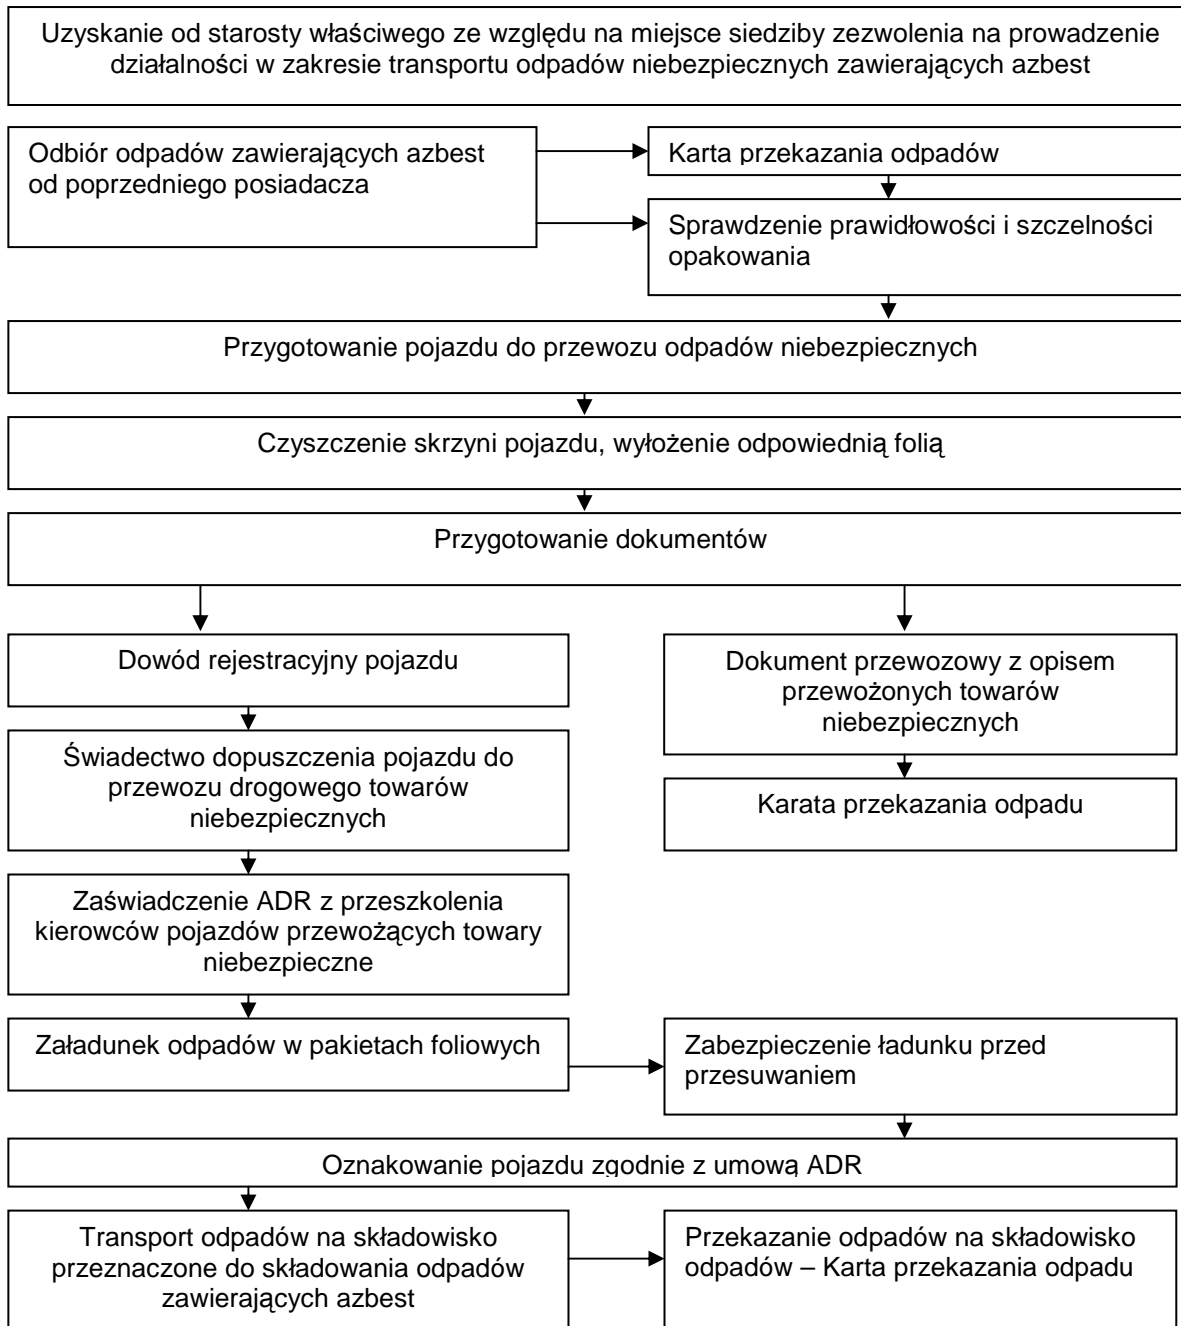 Uzyskanie od starosty właściwego ze względu na miejsce siedziby zezwolenia na prowadzenie
działalności w zakresie transportu odpadów niebezpiecznych zawierających azbest
Odbiór odpadów zawierających azbest
od poprzedniego posiadacza
Karta przekazania odpadów
Sprawdzenie prawidłowości i szczelności
opakowania
Przygotowanie pojazdu do przewozu odpadów niebezpiecznych
Czyszczenie skrzyni pojazdu, wyłożenie odpowiednią folią
Przygotowanie dokumentów
Dowód rejestracyjny pojazdu
Dokument przewozowy z opisem
przewożonych towarów
niebezpiecznych
Świadectwo dopuszczenia pojazdu do
przewozu drogowego towarów
niebezpiecznych
Karata przekazania odpadu
Zaświadczenie ADR z przeszkolenia
kierowców pojazdów przewożących towary
niebezpieczne
Załadunek odpadów w pakietach foliowych
Zabezpieczenie ładunku przed
przesuwaniem
Oznakowanie pojazdu zgodnie z umową ADR
Transport odpadów na składowisko
przeznaczone do składowania odpadów
zawierających azbest
Przekazanie odpadów na składowisko
odpadów – Karta przekazania odpadu